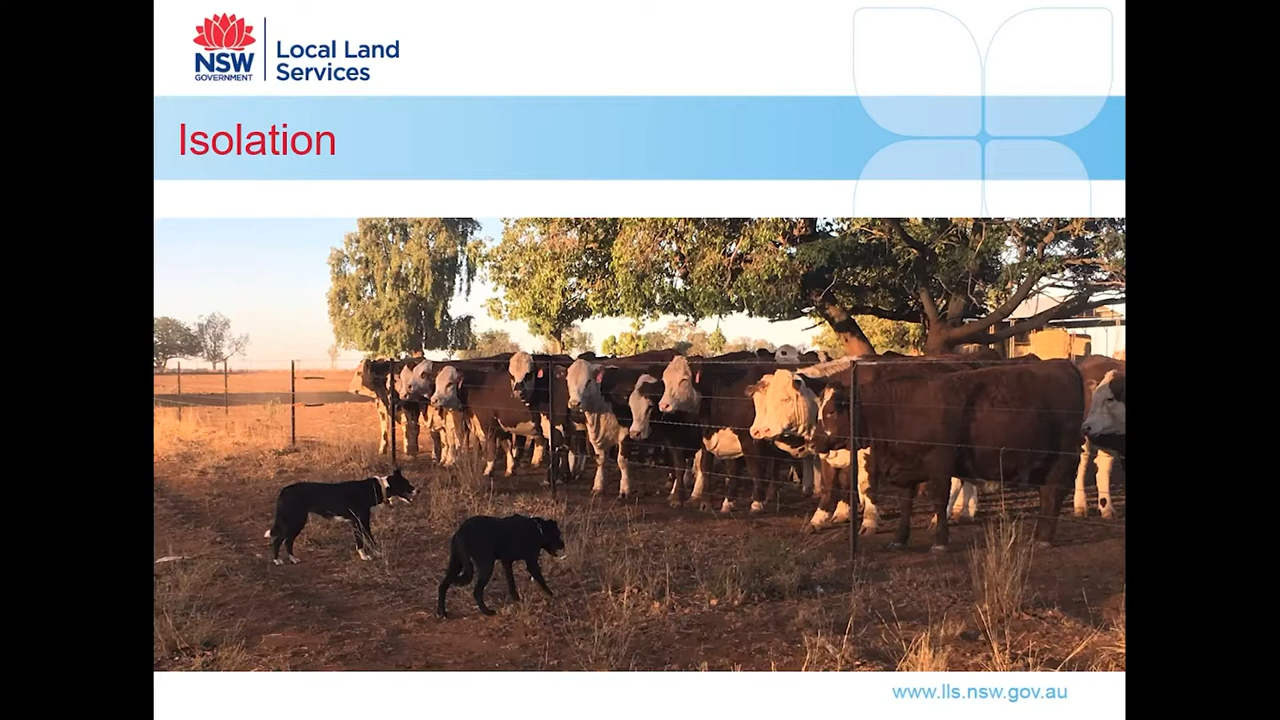 NSW
GOVERNMENT
Local Land
Services
Isolation
www.lls.nsw.gov.au